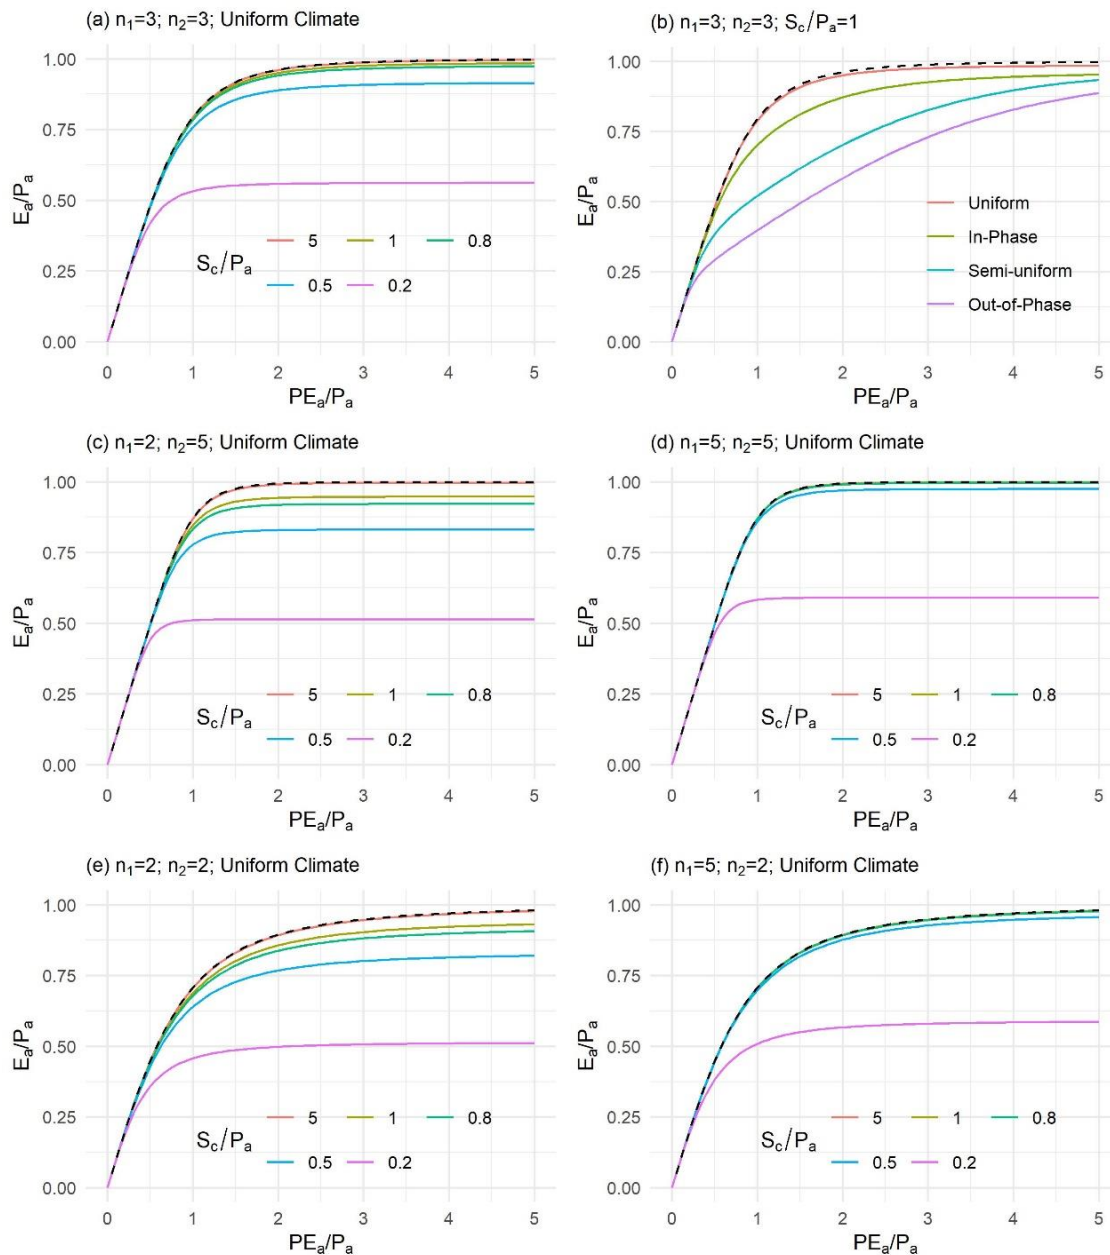 (a) n₁=3; n₂=3; Uniform Climate
1.00
0.75
0.50
0.25
0.00
Eₐ/Pₐ
5 1 0.8
S_c/Pₐ
0.5 0.2
0 1 2 3 4 5
PEₐ/Pₐ
(b) n₁=3; n₂=3; S_c/Pₐ=1
1.00
0.75
0.50
0.25
0.00
Eₐ/Pₐ
Uniform
In-Phase
Semi-uniform
Out-of-Phase
0 1 2 3 4 5
PEₐ/Pₐ
(c) n₁=2; n₂=5; Uniform Climate
1.00
0.75
0.50
0.25
0.00
Eₐ/Pₐ
5 1 0.8
S_c/Pₐ
0.5 0.2
0 1 2 3 4 5
PEₐ/Pₐ
(d) n₁=5; n₂=5; Uniform Climate
1.00
0.75
0.50
0.25
0.00
Eₐ/Pₐ
5 1 0.8
S_c/Pₐ
0.5 0.2
0 1 2 3 4 5
PEₐ/Pₐ
(e) n₁=2; n₂=2; Uniform Climate
1.00
0.75
0.50
0.25
0.00
Eₐ/Pₐ
5 1 0.8
S_c/Pₐ
0.5 0.2
0 1 2 3 4 5
PEₐ/Pₐ
(f) n₁=5; n₂=2; Uniform Climate
1.00
0.75
0.50
0.25
0.00
Eₐ/Pₐ
5 1 0.8
S_c/Pₐ
0.5 0.2
0 1 2 3 4 5
PEₐ/Pₐ